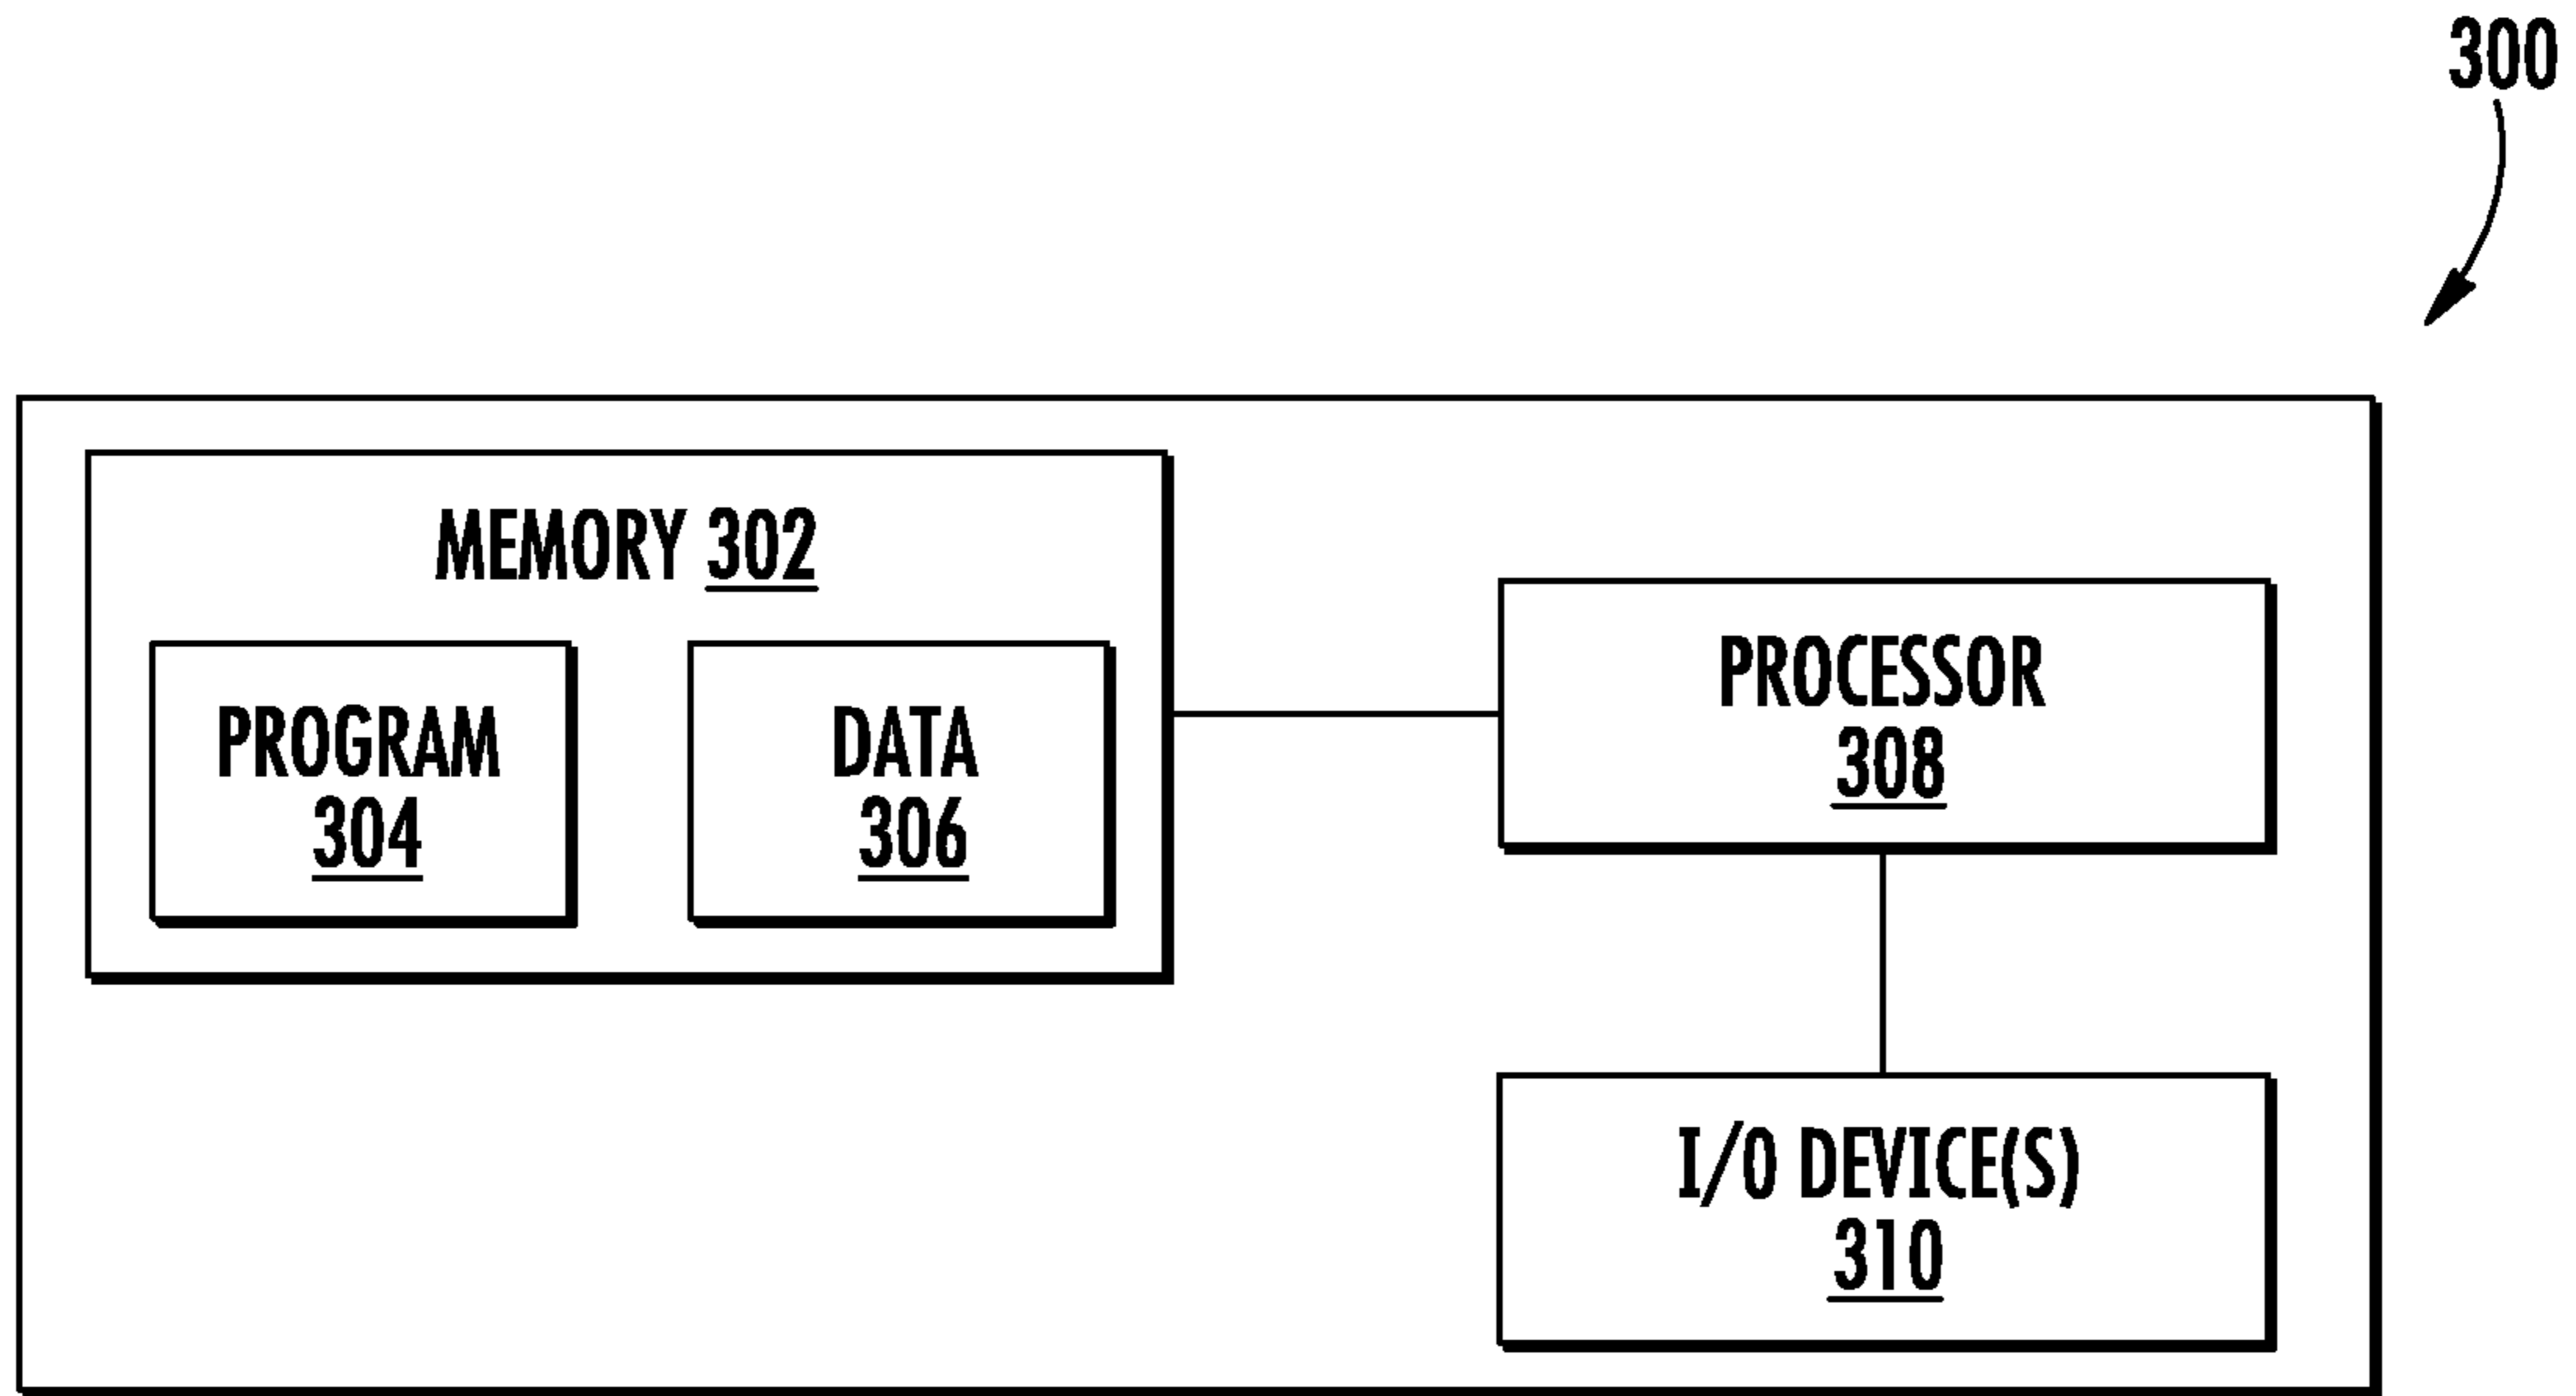 300
MEMORY 302
PROGRAM
304
DATA
306
PROCESSOR
308
I/O DEVICE(S)
310